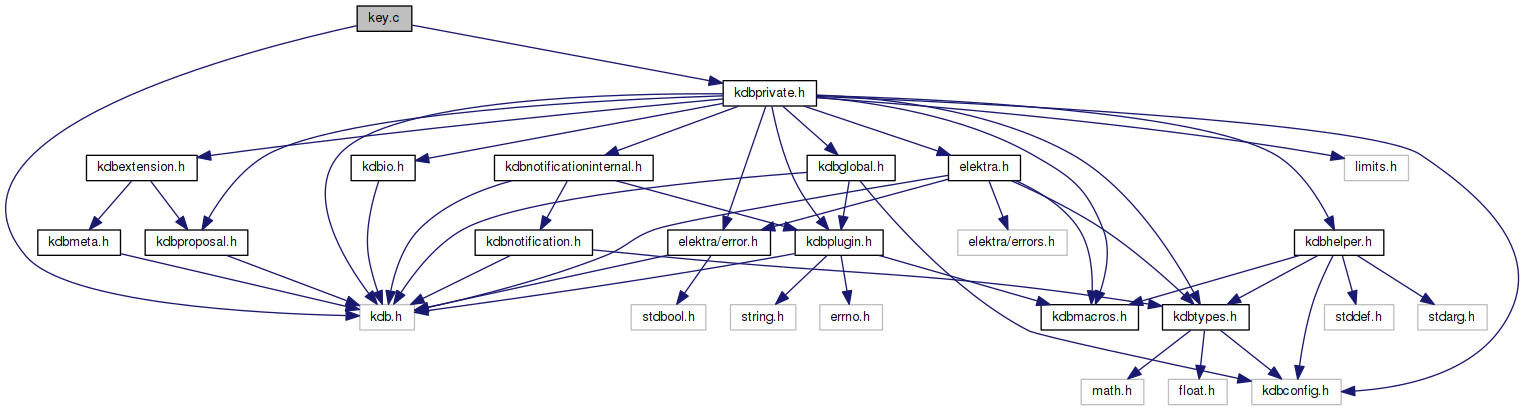 key.c
kdbprivate.h
kdbextension.h
kdbio.h
kdbnotificationinternal.h
kdbglobal.h
elektra.h
limits.h
kdbmeta.h
kdbproposal.h
kdbnotification.h
elektra/error.h
kdbplugin.h
elektra/errors.h
kdbhelper.h
kdb.h
stdbool.h
string.h
errno.h
kdbmacros.h
kdbtypes.h
stddef.h
stdarg.h
math.h
float.h
kdbconfig.h